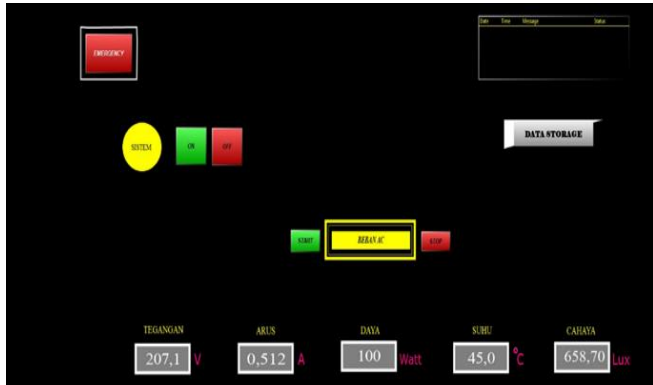 Date Time Message Status
EMERGENCY
DATA STORAGE
SISTEM ON OFF
START BEBAN AC STOP
TEGANGAN ARUS DAYA SUHU CAHAYA
207,1 V 0,512 A 100 Watt 45,0 °C 658,70 Lux